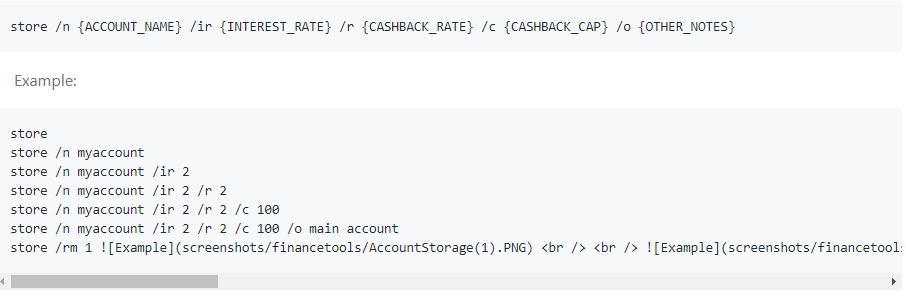 store /n {ACCOUNT_NAME} /ir {INTEREST_RATE} /r {CASHBACK_RATE} /c {CASHBACK_CAP} /o {OTHER_NOTES}
Example:
store
store /n myaccount
store /n myaccount /ir 2
store /n myaccount /ir 2 /r 2
store /n myaccount /ir 2 /r 2 /c 100
store /n myaccount /ir 2 /r 2 /c 100 /o main account
store /rm 1 ![Example](screenshots/financetools/AccountStorage(1).PNG) <br /> <br /> ![Example](screenshots/financetools